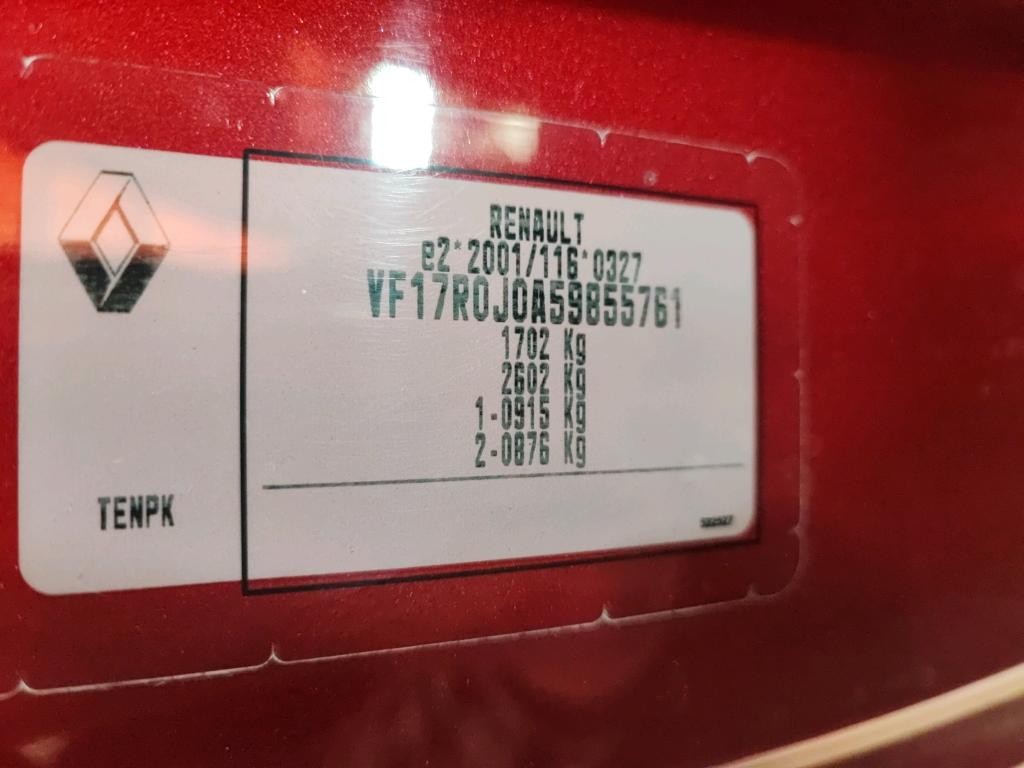 RENAULT
e2*2001/116*0327
VF17R0J0A59855761
1702 Kg
2602 Kg
1-0915 Kg
2-0876 Kg
TENPK